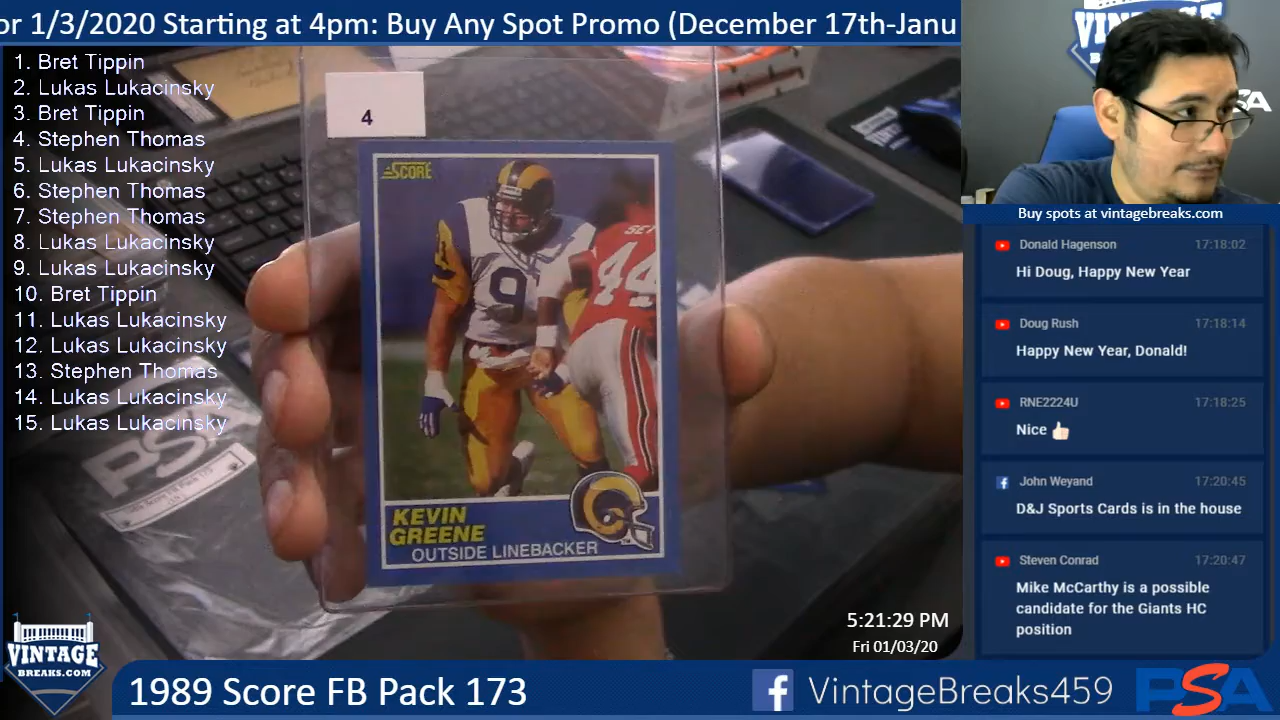 or 1/3/2020 Starting at 4pm: Buy Any Spot Promo (December 17th-Janu
1. Bret Tippin
2. Lukas Lukacinsky
3. Bret Tippin
4. Stephen Thomas
5. Lukas Lukacinsky
6. Stephen Thomas
7. Stephen Thomas
8. Lukas Lukacinsky
9. Lukas Lukacinsky
10. Bret Tippin
11. Lukas Lukacinsky
12. Lukas Lukacinsky
13. Stephen Thomas
14. Lukas Lukacinsky
15. Lukas Lukacinsky
4
SCORE
9
44
KEVIN
GREENE
OUTSIDE LINEBACKER
PSA
VINTAGE
SA
Buy spots at vintagebreaks.com
Donald Hagenson 17:18:02
Hi Doug, Happy New Year
Doug Rush 17:18:14
Happy New Year, Donald!
RNE2224U 17:18:25
Nice 👍🏻
John Weyand 17:20:45
D&J Sports Cards is in the house
Steven Conrad 17:20:47
Mike McCarthy is a possible
candidate for the Giants HC
position
5:21:29 PM
Fri 01/03/20
VINTAGE
BREAKS.COM
1989 Score FB Pack 173
VintageBreaks459
PSA